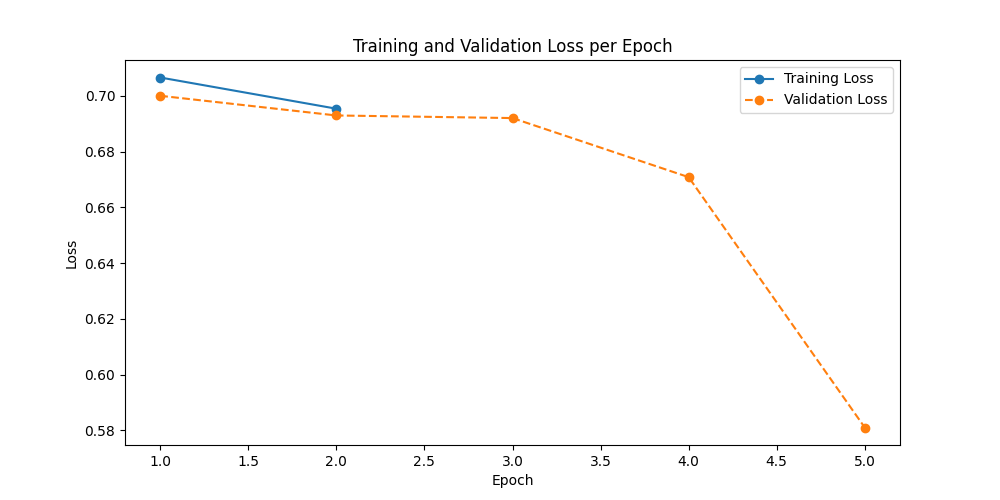 Training and Validation Loss per Epoch
Training Loss
Validation Loss
0.70
0.68
0.66
0.64
0.62
0.60
0.58
Loss
1.0 1.5 2.0 2.5 3.0 3.5 4.0 4.5 5.0
Epoch